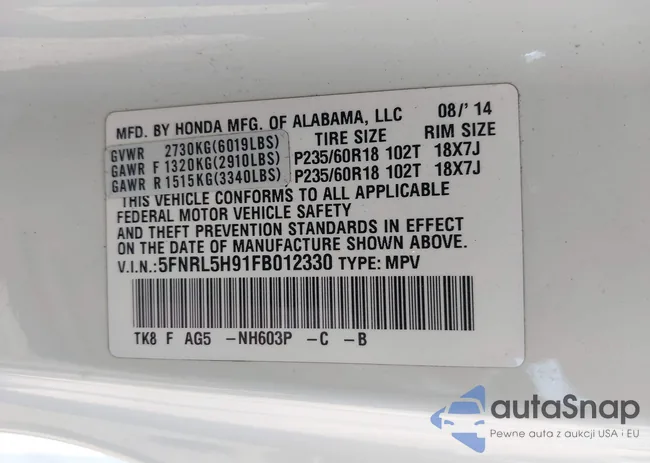 MFD. BY HONDA MFG. OF ALABAMA, LLC 08/'14
TIRE SIZE RIM SIZE
GVWR 2730KG(6019LBS)
GAWR F 1320KG(2910LBS) P235/60R18 102T 18X7J
GAWR R 1515KG(3340LBS) P235/60R18 102T 18X7J
THIS VEHICLE CONFORMS TO ALL APPLICABLE
FEDERAL MOTOR VEHICLE SAFETY
AND THEFT PREVENTION STANDARDS IN EFFECT
ON THE DATE OF MANUFACTURE SHOWN ABOVE.
V.I.N.:5FNRL5H91FB012330 TYPE: MPV
TK8 F AG5 -NH603P -C -B
autaSnap
Pewne auta z aukcji USA i EU